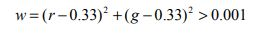 w = (r − 0.33)² + (g − 0.33)² > 0.001